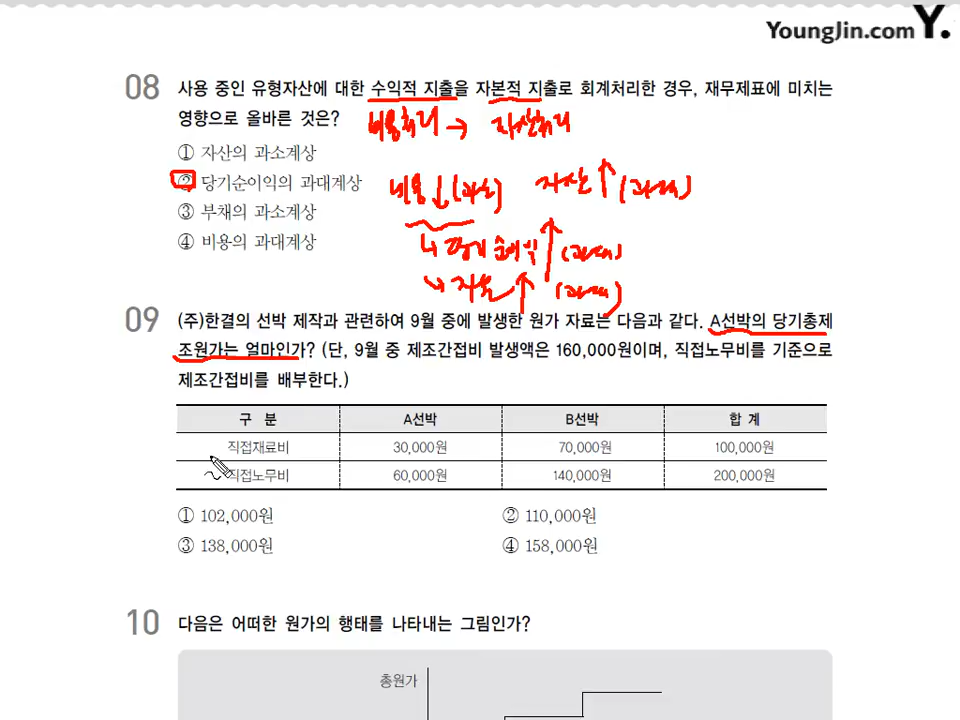 YoungJin.com Y.
08 사용 중인 유형자산에 대한 수익적 지출을 자본적 지출로 회계처리한 경우, 재무제표에 미치는
영향으로 올바른 것은?
비용처리 → 자산처리
① 자산의 과소계상
② 당기순이익의 과대계상
비용↓(과소) 자산↑(과대)
③ 부채의 과소계상
④ 비용의 과대계상
↳ 당기순이익↑(과대)
↳ 자본↑(과대)
09 (주)한결의 선박 제작과 관련하여 9월 중에 발생한 원가 자료는 다음과 같다. A선박의 당기총제
조원가는 얼마인가? (단, 9월 중 제조간접비 발생액은 160,000원이며, 직접노무비를 기준으로
제조간접비를 배부한다.)
구 분 A선박 B선박 합 계
직접재료비 30,000원 70,000원 100,000원
직접노무비 60,000원 140,000원 200,000원
① 102,000원 ② 110,000원
③ 138,000원 ④ 158,000원
10 다음은 어떠한 원가의 행태를 나타내는 그림인가?
총원가